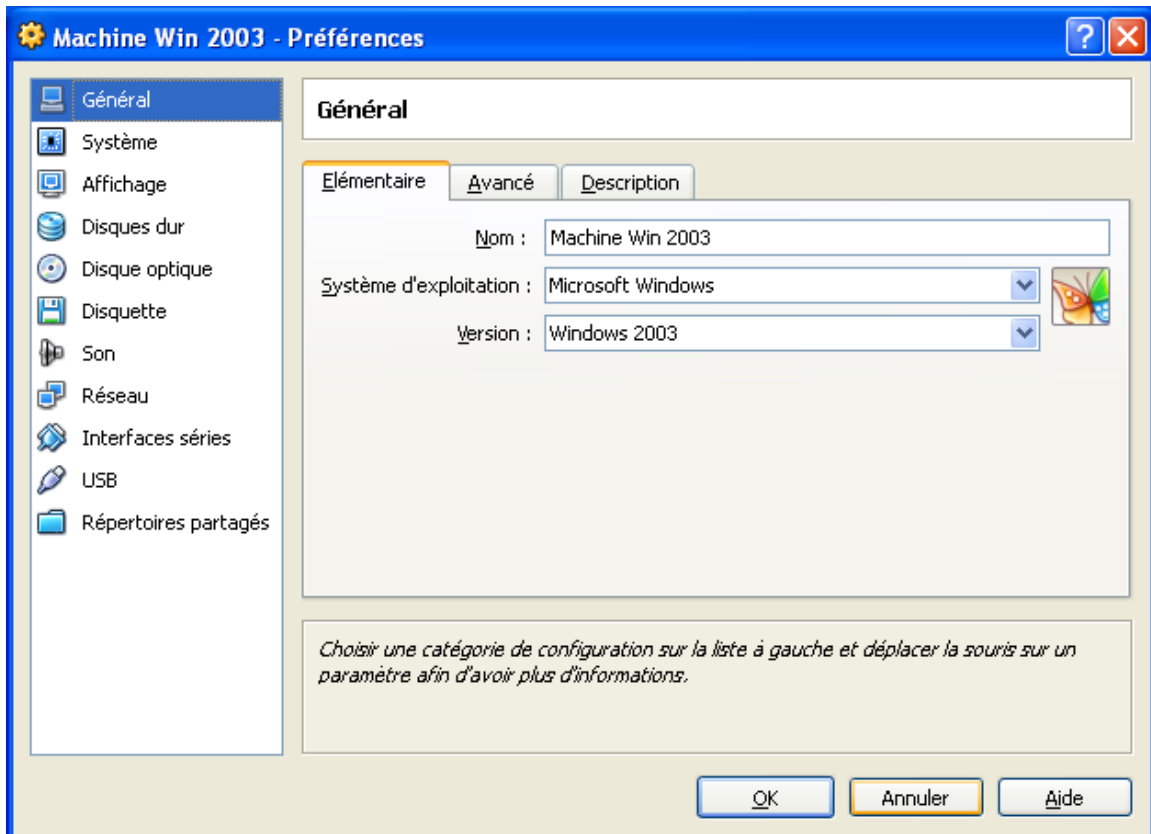 Machine Win 2003 - Préférences
Général
Système
Affichage
Disques dur
Disque optique
Disquette
Son
Réseau
Interfaces séries
USB
Répertoires partagés
Général
Elémentaire Avancé Description
Nom : Machine Win 2003
Système d'exploitation : Microsoft Windows
Version : Windows 2003
Choisir une catégorie de configuration sur la liste à gauche et déplacer la souris sur un
paramètre afin d'avoir plus d'informations.
OK Annuler Aide